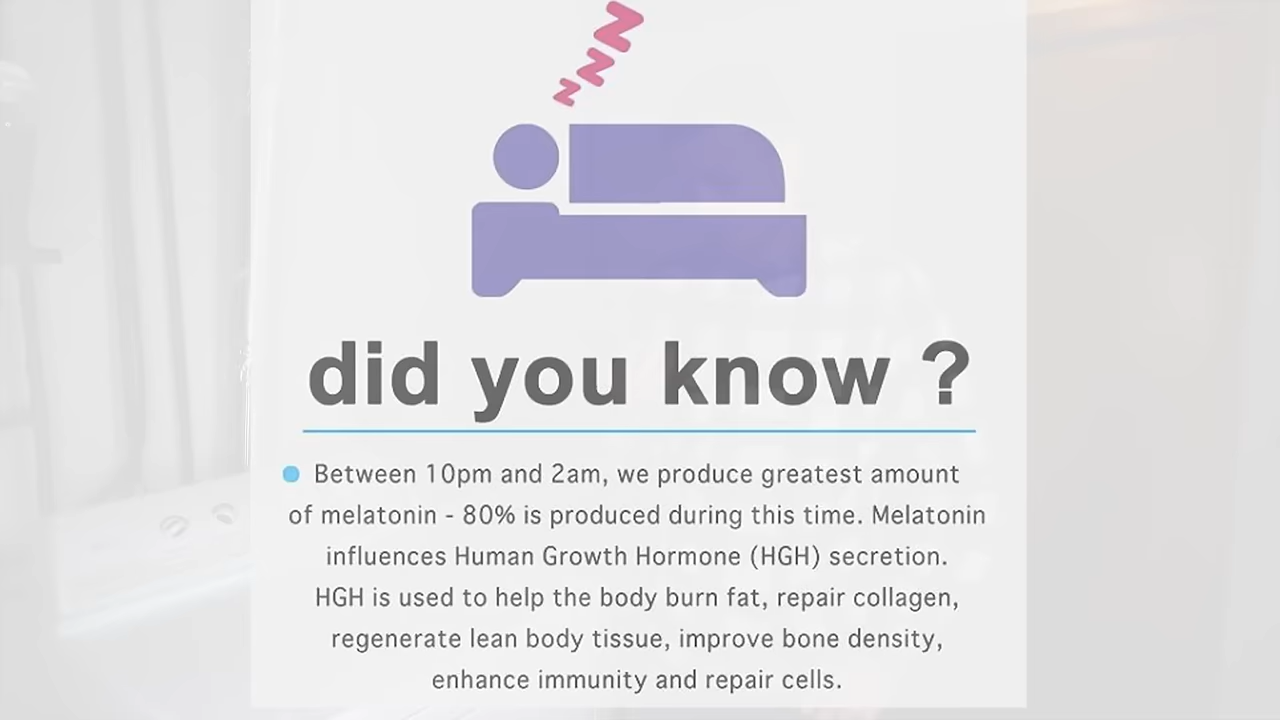 z
z
z
did you know ?
Between 10pm and 2am, we produce greatest amount
of melatonin - 80% is produced during this time. Melatonin
influences Human Growth Hormone (HGH) secretion.
HGH is used to help the body burn fat, repair collagen,
regenerate lean body tissue, improve bone density,
enhance immunity and repair cells.